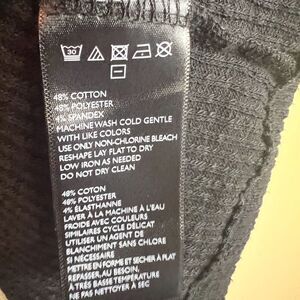 30
48% COTTON
48% POLYESTER
4% SPANDEX
MACHINE WASH COLD GENTLE
WITH LIKE COLORS
USE ONLY NON-CHLORINE BLEACH
RESHAPE LAY FLAT TO DRY
LOW IRON AS NEEDED
DO NOT DRY CLEAN
48% COTON
48% POLYESTER
4% ÉLASTHANNE
LAVER À LA MACHINE À L'EAU
FROIDE AVEC COULEURS
SIMILAIRES CYCLE DÉLICAT
UTILISER UN AGENT DE
BLANCHIMENT SANS CHLORE
SI NÉCESSAIRE
METTRE EN FORME ET SÉCHER À PLAT
REPASSER, AU BESOIN,
À TRÈS BASSE TEMPÉRATURE
NE PAS NETTOYER À SEC